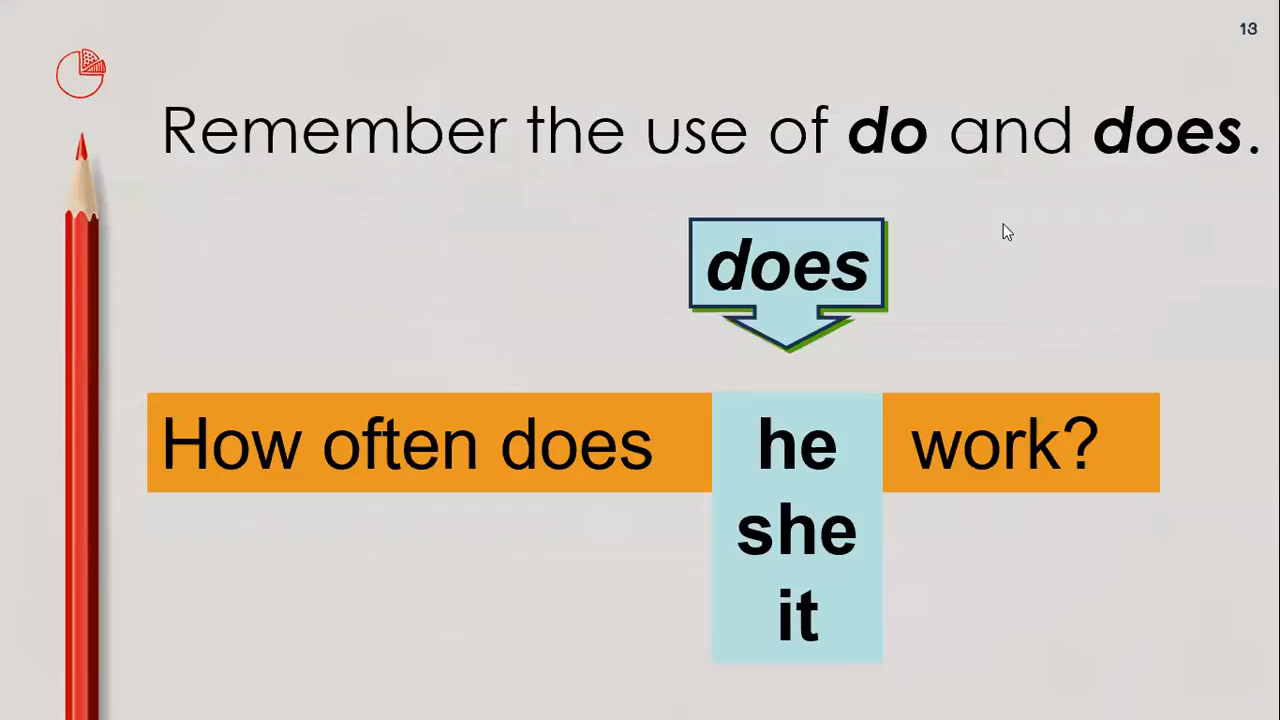 13
Remember the use of do and does.
does
How often does he work?
she
it